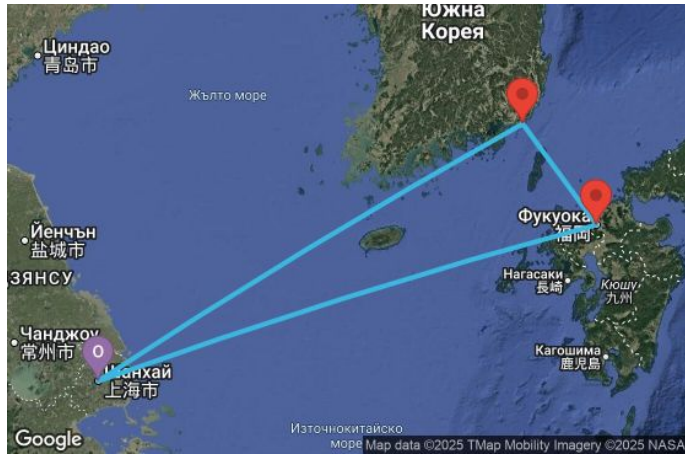 Южна
Корея
Циндао
青岛市
Жълто море
Йенчън
盐城市
ДЗЯНСУ
Чанджоу
常州市
O
Шанхай
上海市
Фукуока
福岡
Нагасаки
長崎
Кюшу
九州
Кагошима
鹿児島
Източнокитайско
море
Google
Map data ©2025 TMap Mobility Imagery ©2025 NASA